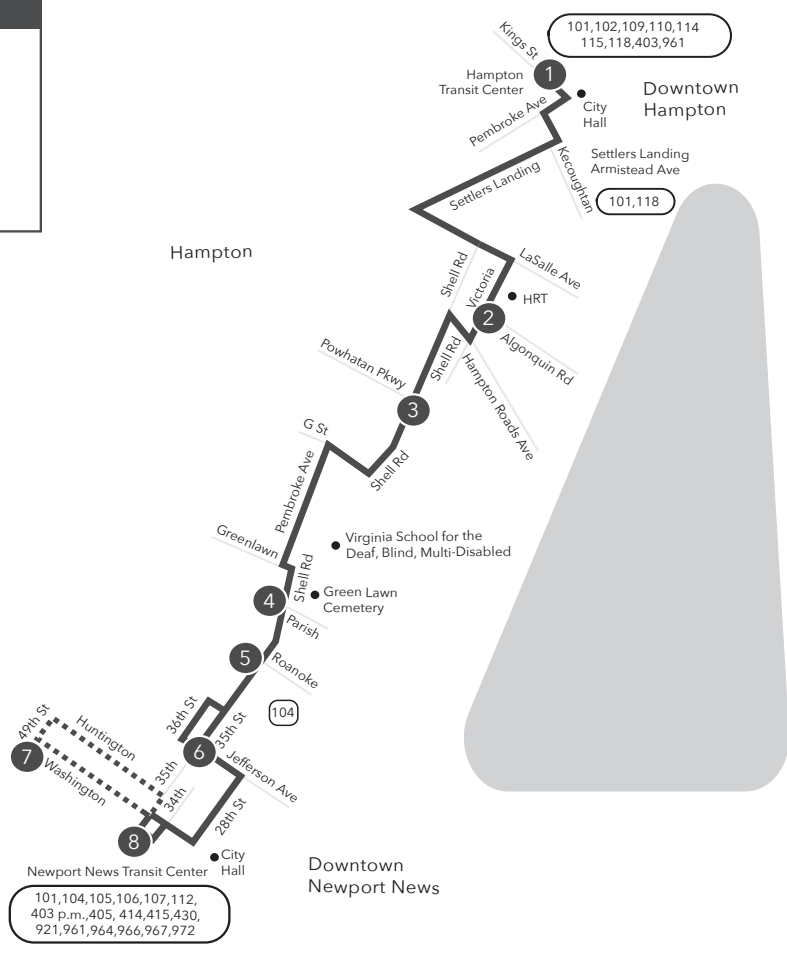 Kings St
101,102,109,110,114
115,118,403,961
1
Hampton
Transit Center
City
Hall
Downtown
Hampton
Pembroke Ave
Settlers Landing
Kecoughtan
Settlers Landing
Armistead Ave
101,118
Hampton
Shell Rd
Victoria
LaSalle Ave
HRT
2
Algonquin Rd
Shell Rd
Hampton Roads Ave
Powhatan Pkwy
3
G St
Shell Rd
Pembroke Ave
Greenlawn
Virginia School for the
Deaf, Blind, Multi-Disabled
Shell Rd
4
Green Lawn
Cemetery
Parish
5
Roanoke
36th St
104
35th St
49th St
Huntington
7
Washington
6
Jefferson Ave
35th
34th
28th St
8
City
Hall
Newport News Transit Center
Downtown
Newport News
101,104,105,106,107,112,
403 p.m.,405, 414,415,430,
921,961,964,966,967,972